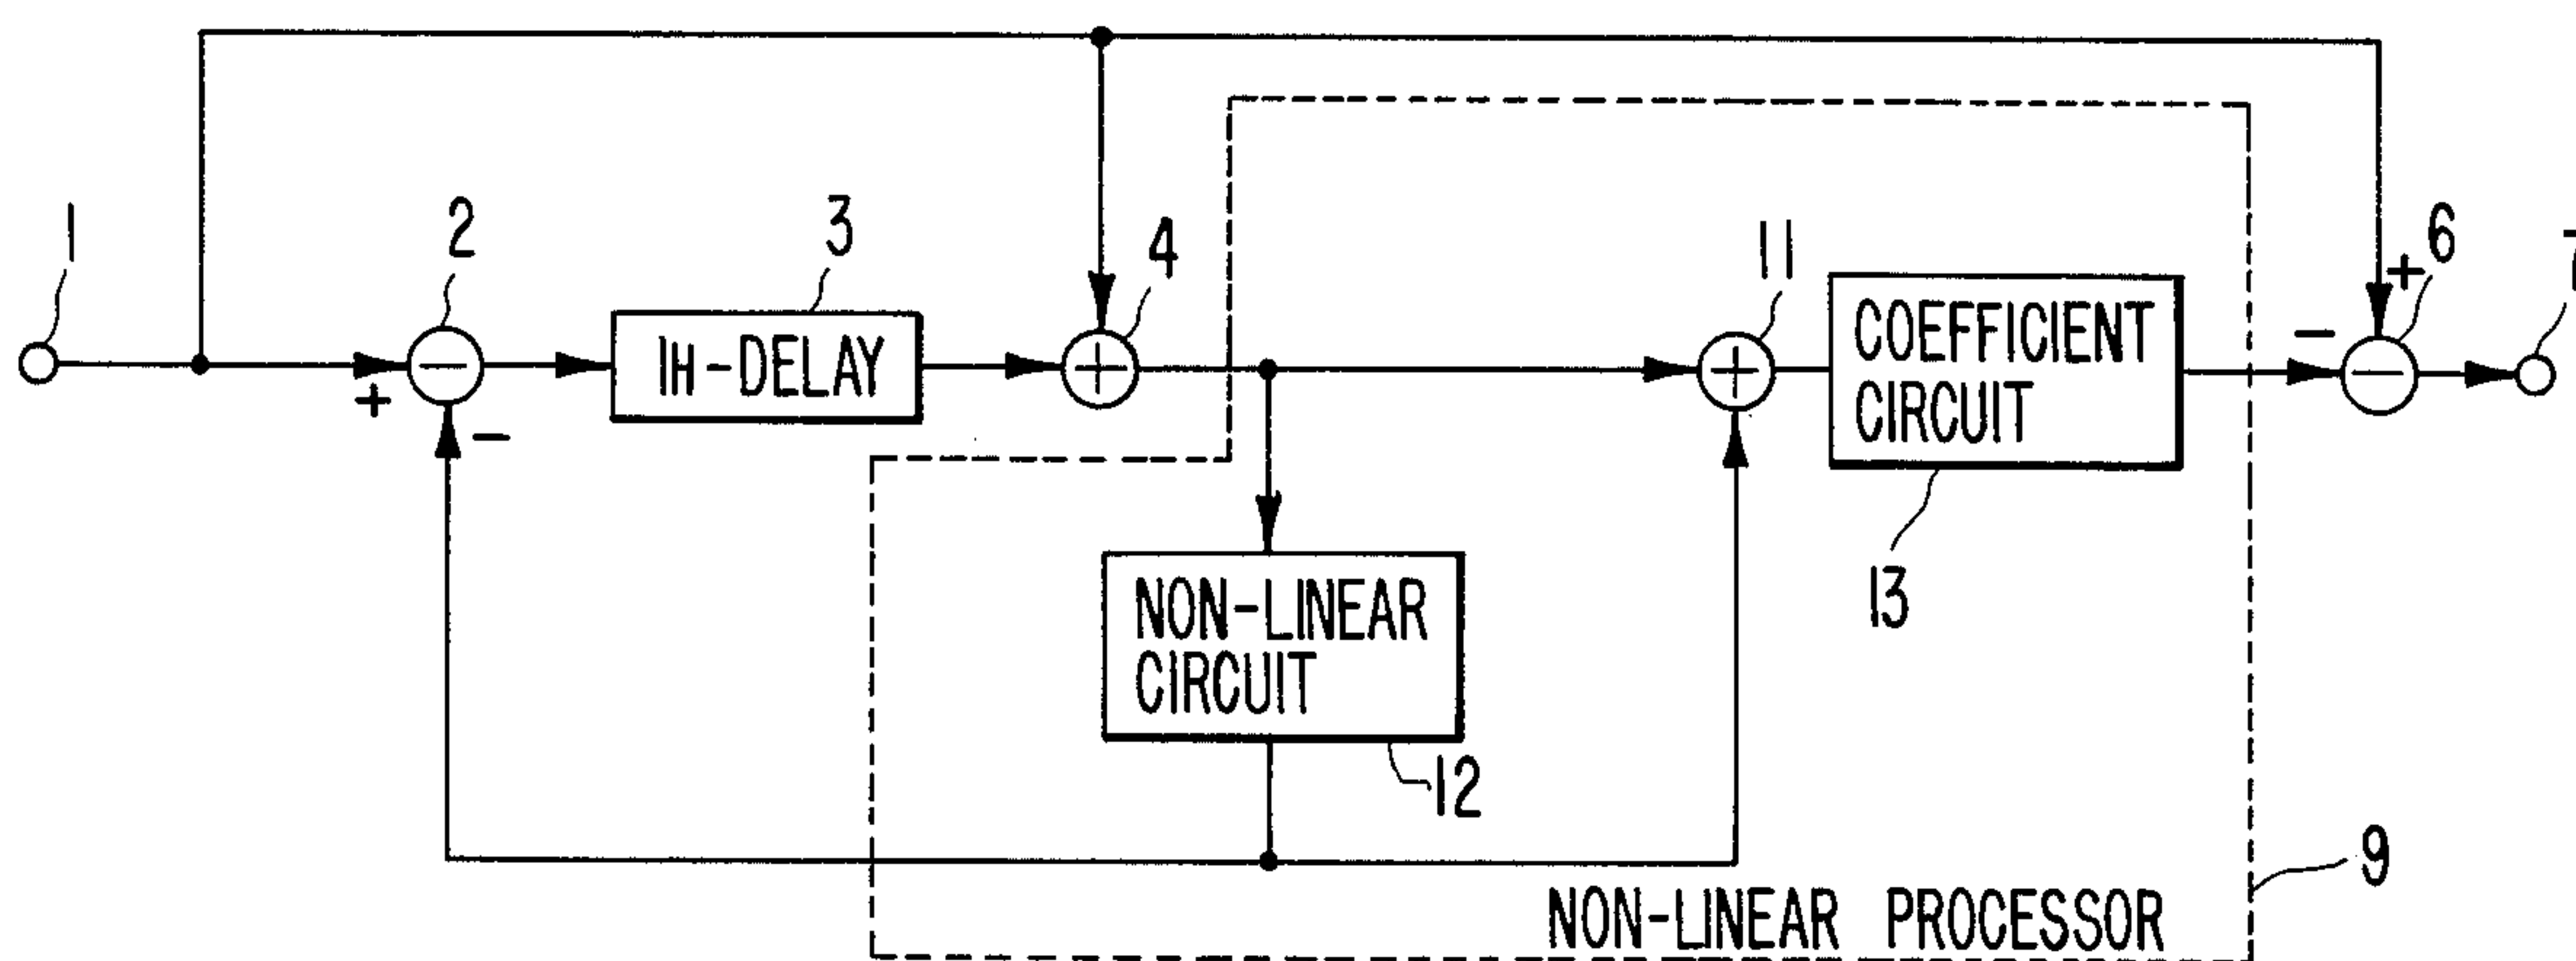 1
2
3
4
11
6
+
-
+
-
-
+
+
-
1H-DELAY
COEFFICIENT
CIRCUIT
13
NON-LINEAR
CIRCUIT
12
9
NON-LINEAR PROCESSOR